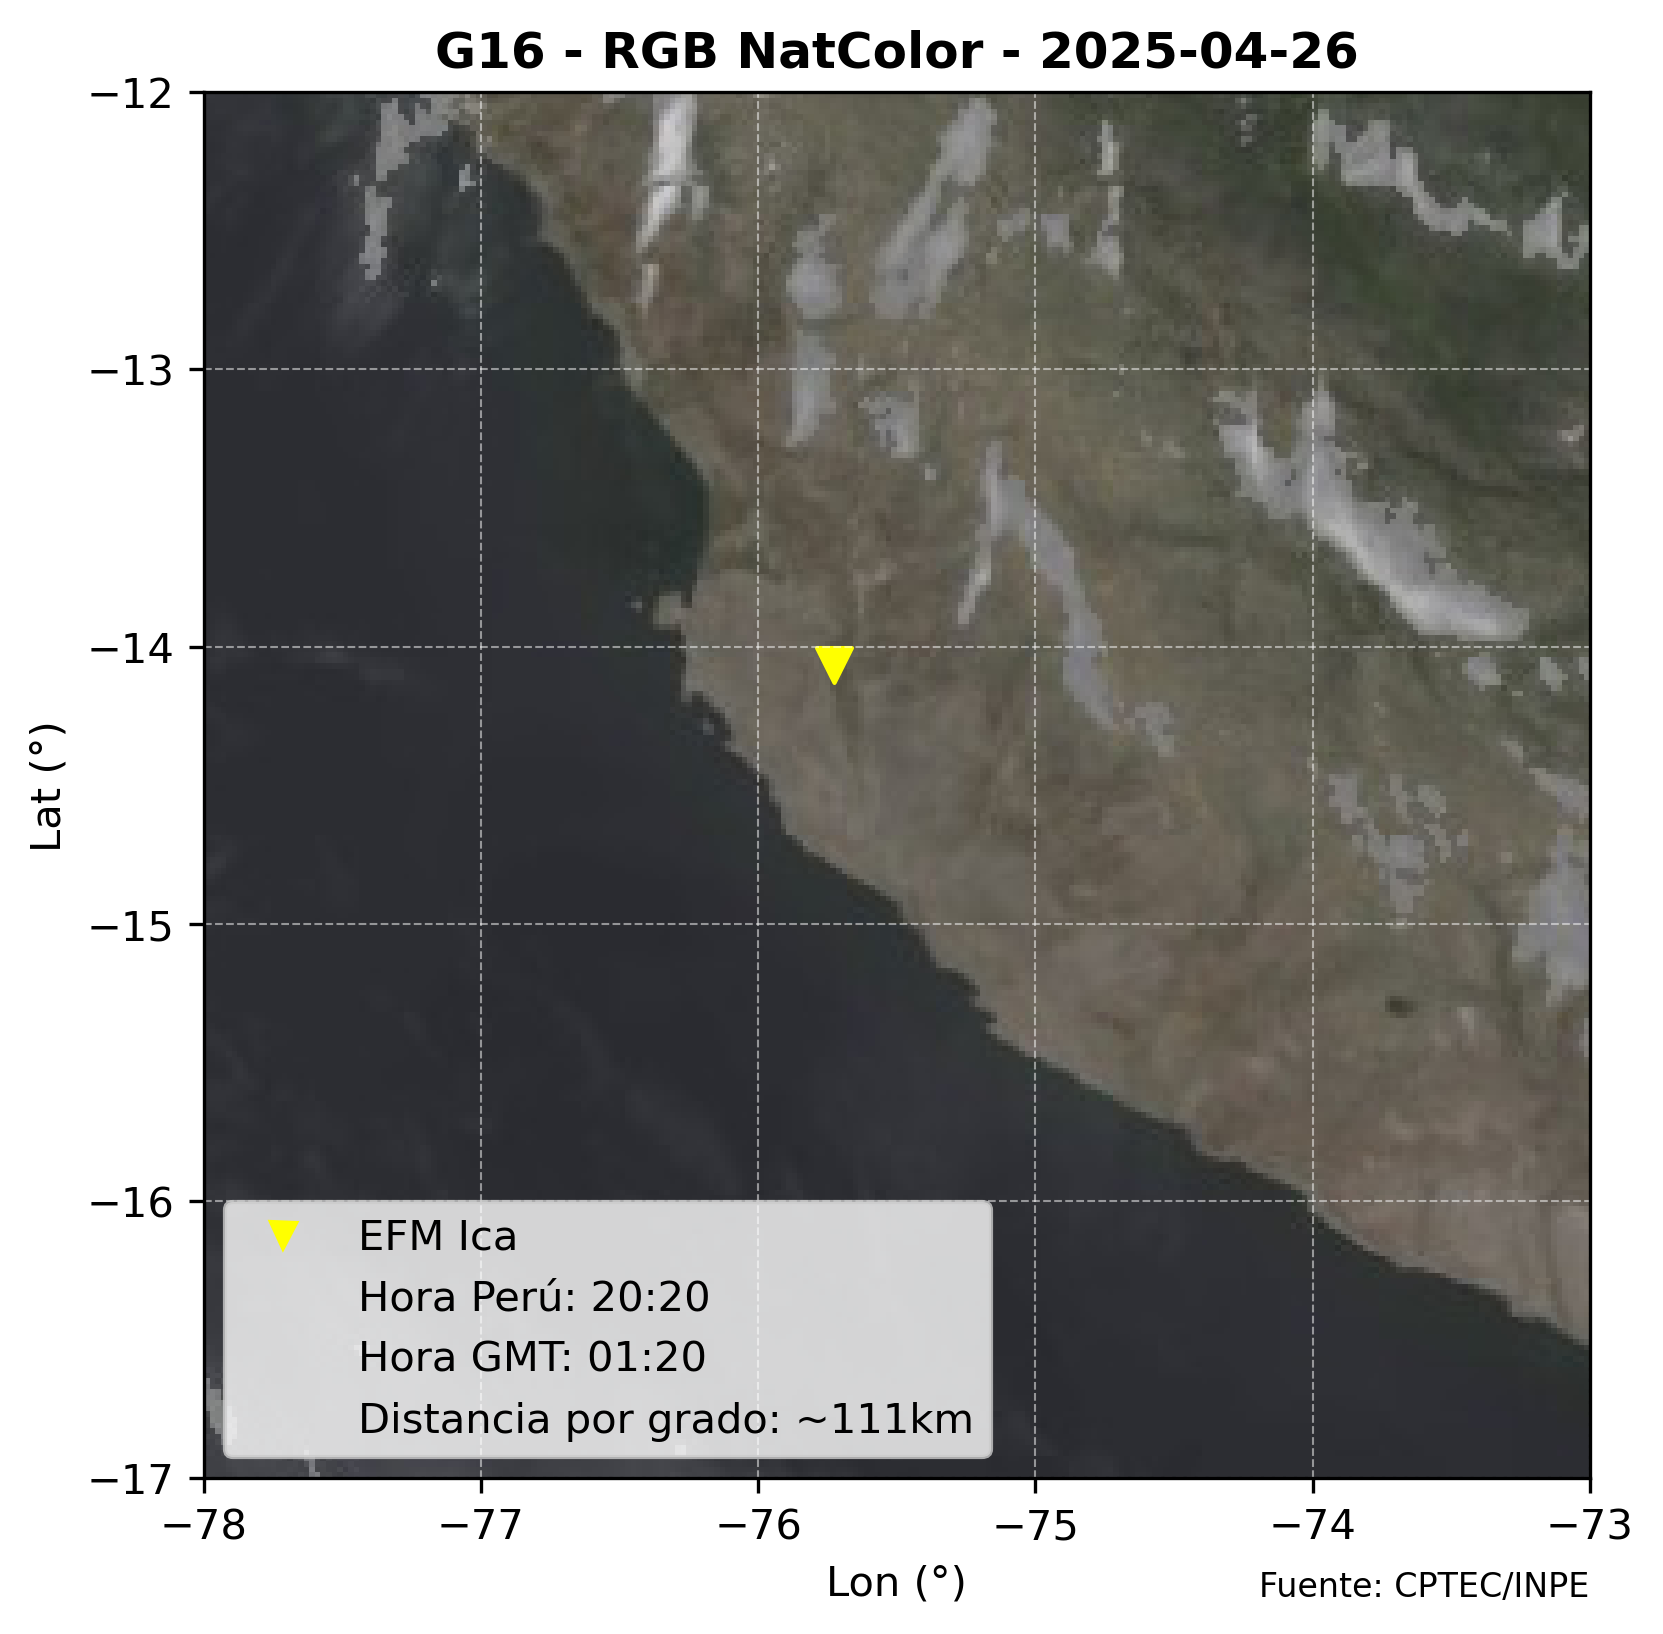 G16 - RGB NatColor - 2025-04-26
−12
−13
−14
−15
−16
−17
Lat (°)
EFM Ica
Hora Perú: 20:20
Hora GMT: 01:20
Distancia por grado: ~111km
−78 −77 −76 −75 −74 −73
Lon (°)
Fuente: CPTEC/INPE